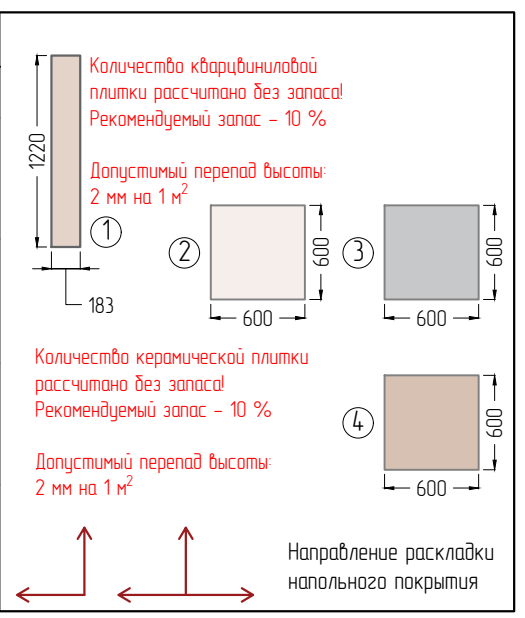 Количество кварцвиниловой
плитки рассчитано без запаса!
Рекомендуемый запас – 10 %
Допустимый перепад высоты:
2 мм на 1 м²
1220
1
183
2
600
600
3
600
600
Количество керамической плитки
рассчитано без запаса!
Рекомендуемый запас – 10 %
Допустимый перепад высоты:
2 мм на 1 м²
4
600
600
Направление раскладки
напольного покрытия